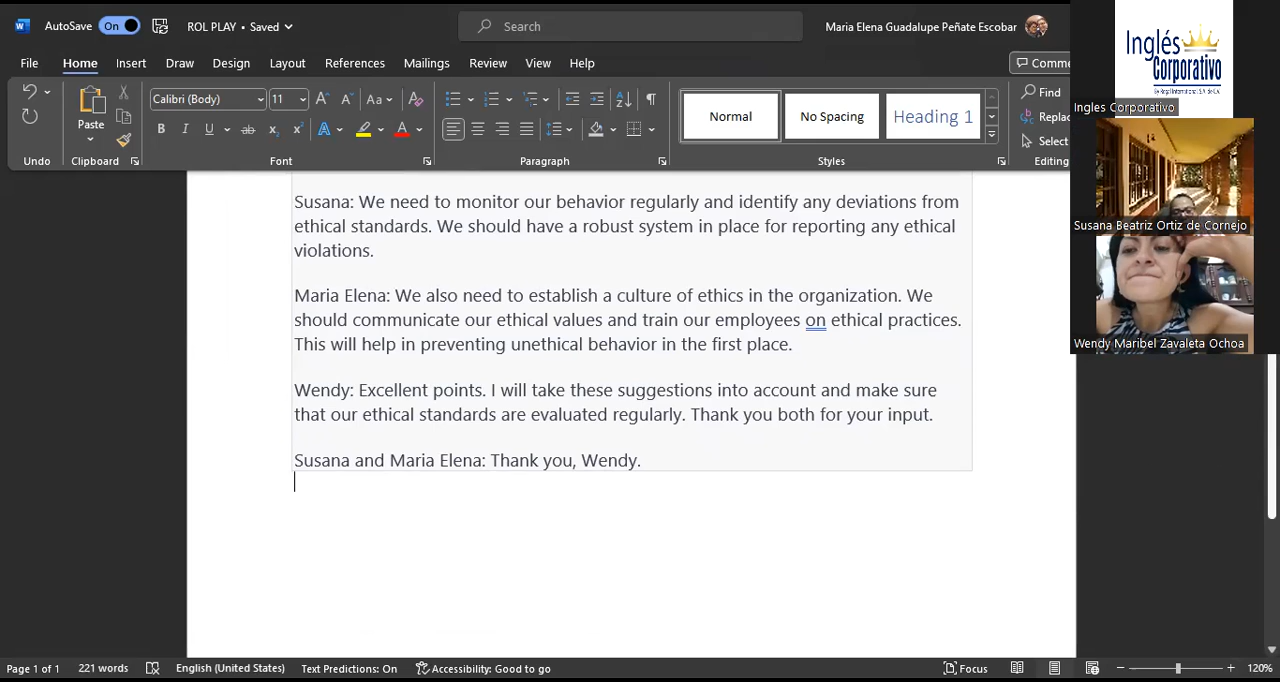 AutoSave On ROL PLAY • Saved Search Maria Elena Guadalupe Peñate Escobar
File Home Insert Draw Design Layout References Mailings Review View Help Comme
Calibri (Body) 11 Aa Find
Paste Normal No Spacing Heading 1 Replac
B I U ab x₂ x² A A Select
Undo Clipboard Font Paragraph Styles Editing
Inglés
Corporativo
Ingles Corporativo
Susana Beatriz Ortiz de Cornejo
Wendy Maribel Zavaleta Ochoa
Susana: We need to monitor our behavior regularly and identify any deviations from
ethical standards. We should have a robust system in place for reporting any ethical
violations.
Maria Elena: We also need to establish a culture of ethics in the organization. We
should communicate our ethical values and train our employees on ethical practices.
This will help in preventing unethical behavior in the first place.
Wendy: Excellent points. I will take these suggestions into account and make sure
that our ethical standards are evaluated regularly. Thank you both for your input.
Susana and Maria Elena: Thank you, Wendy.
Page 1 of 1 221 words English (United States) Text Predictions: On Accessibility: Good to go Focus 120%